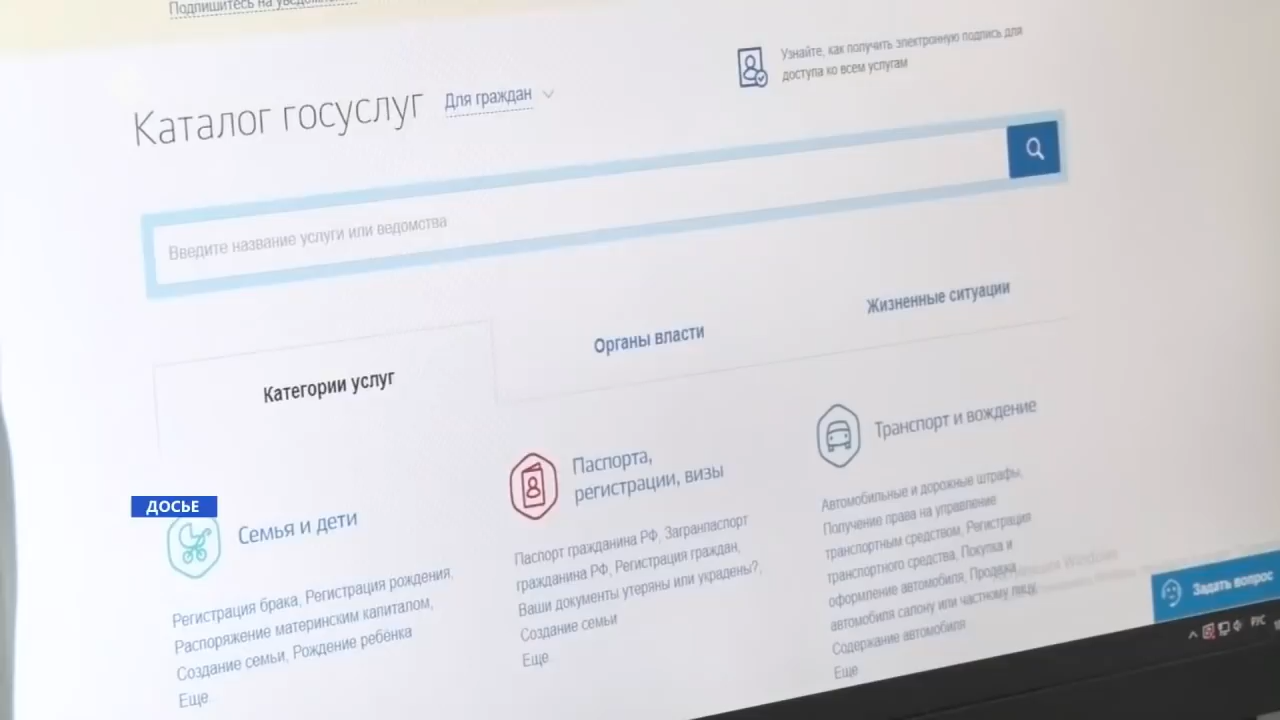 Подпишитесь на уведомления
Каталог госуслуг
Для граждан
Узнайте, как получить электронную подпись для
доступа ко всем услугам
Введите название услуги или ведомства
Категории услуг
Органы власти
Жизненные ситуации
ДОСЬЕ
Семья и дети
Регистрация брака, Регистрация рождения,
Распоряжение материнским капиталом,
Создание семьи, Рождение ребёнка
Еще
Паспорта,
регистрации, визы
Паспорт гражданина РФ, Загранпаспорт
гражданина РФ, Регистрация граждан,
Ваши документы утеряны или украдены?,
Создание семьи
Еще
Транспорт и вождение
Автомобильные и дорожные штрафы,
Получение права на управление
транспортным средством, Регистрация
транспортного средства, Покупка и
оформление автомобиля, Продажа
автомобиля салону или частному лицу,
Содержание автомобиля
Еще
Windows
Задать вопрос
РУС